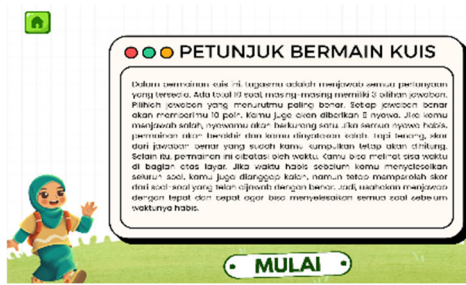 PETUNJUK BERMAIN KUIS
Dalam permainan kuis ini, tugasmu adalah menjawab semua pertanyaan
yang tersedia. Ada total 10 soal, masing-masing memiliki 3 pilihan jawaban.
Pilihlah jawaban yang menurutmu paling benar. Setiap jawaban benar
akan memberimu 10 poin. Kamu juga akan diberikan nyawa. Jika kamu
menjawab salah, nyawamu akan berkurang satu. Jika semua nyawa habis,
permainan akan berakhir dan kamu dinyatakan kalah. Tapi tenang, skor
dari jawaban benar yang sudah kamu kumpulkan tetap akan dihitung.
Selain itu, permainan ini dibatasi oleh waktu. Kamu bisa melihat sisa waktu
di bagian atas layar. Jika waktu habis sebelum kamu menyelesaikan
seluruh soal, kamu juga dianggap kalah, namun tetap memperoleh skor
dari soal-soal yang telah dijawab dengan benar. Jadi, usahakan menjawab
dengan tepat dan cepat agar bisa menyelesaikan semua soal sebelum
waktunya habis.
MULAI